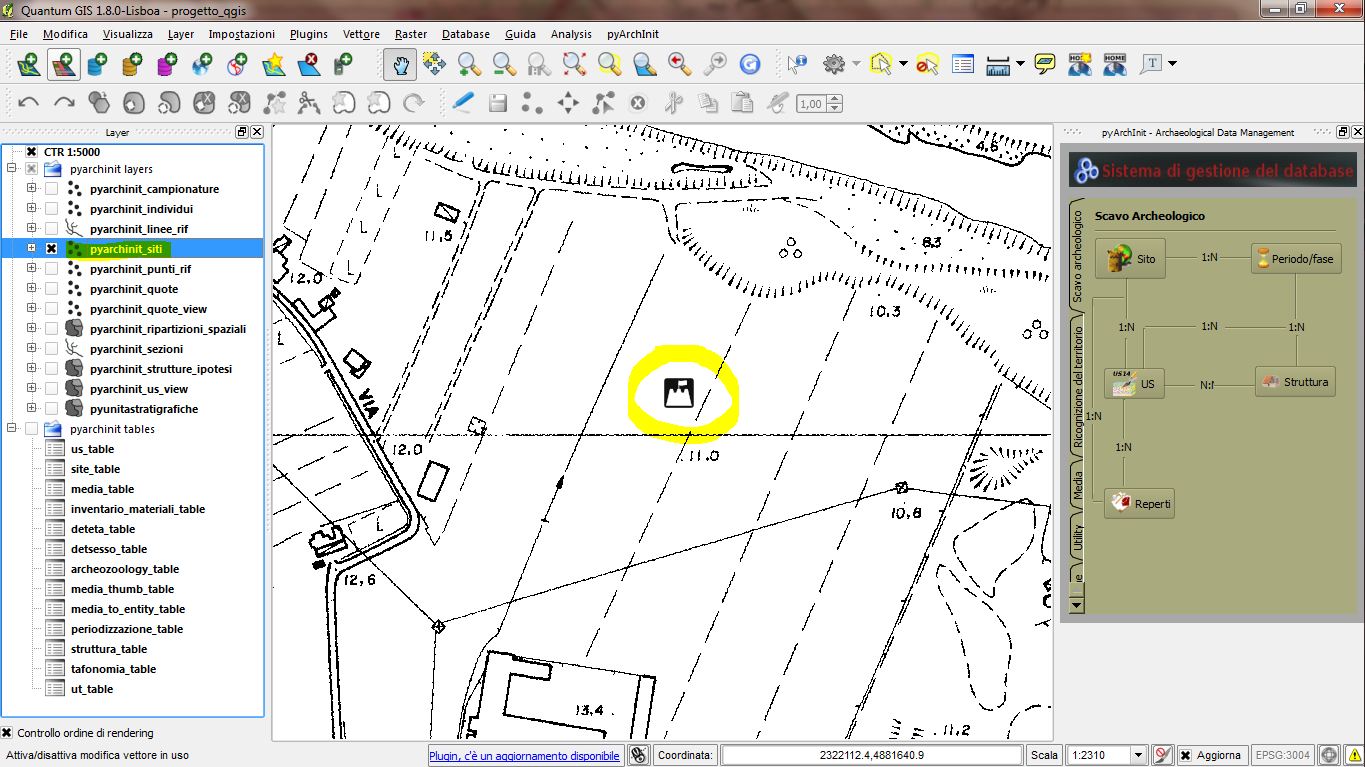 Quantum GIS 1.8.0-Lisboa - progetto_qgis
File Modifica Visualizza Layer Impostazioni Plugins Vettore Raster Database Guida Analysis pyArchInit
HOME
T
1,00
Layer
CTR 1:5000
pyarchinit layers
pyarchinit_campionature
pyarchinit_individui
pyarchinit_linee_rif
pyarchinit_siti
pyarchinit_punti_rif
pyarchinit_quote
pyarchinit_quote_view
pyarchinit_ripartizioni_spaziali
pyarchinit_sezioni
pyarchinit_strutture_ipotesi
pyarchinit_us_view
pyunitastratigrafiche
pyarchinit tables
us_table
site_table
media_table
inventario_materiali_table
deteta_table
detsesso_table
archeozoology_table
media_thumb_table
media_to_entity_table
periodizzazione_table
struttura_table
tafonomia_table
ut_table
Controllo ordine di rendering
4.6
L
L
11,5
8.3
L
L
12,0
10.3
L
VIA
12,0
11.0
10,8
L
12,6
13,4
11,2
pyArchInit - Archaeological Data Management
Sistema di gestione del database
Scavo archeologico
Ricognizione del territorio
Media
Utility
Scavo Archeologico
Sito
1:N
Periodo/fase
1:N
1:N
1:N
US14
US
N:1
Struttura
1:N
1:N
Reperti
Attiva/disattiva modifica vettore in uso
Plugin, c'è un aggiornamento disponibile
Coordinata:
2322112.4,4881640.9
Scala
1:2310
Aggiorna
EPSG:3004